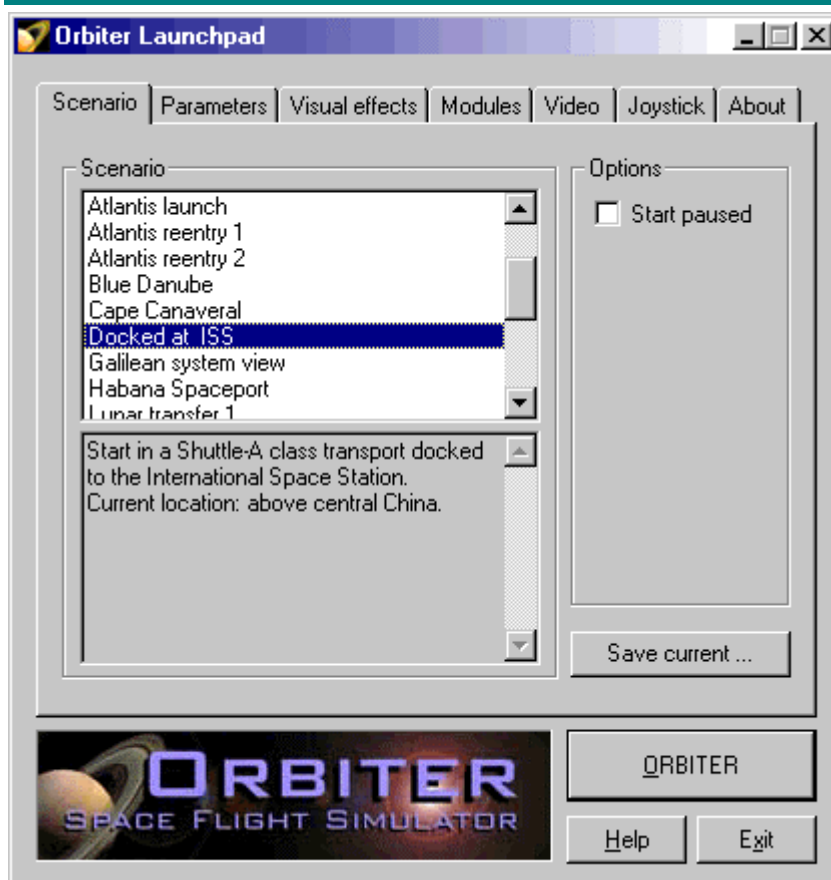 Orbiter Launchpad
Scenario Parameters Visual effects Modules Video Joystick About
Scenario
Atlantis launch
Atlantis reentry 1
Atlantis reentry 2
Blue Danube
Cape Canaveral
Docked at ISS
Galilean system view
Habana Spaceport
Lunar transfer 1
Start in a Shuttle-A class transport docked
to the International Space Station.
Current location: above central China.
Options
Start paused
Save current ...
ORBITER
SPACE FLIGHT SIMULATOR
ORBITER
Help Exit